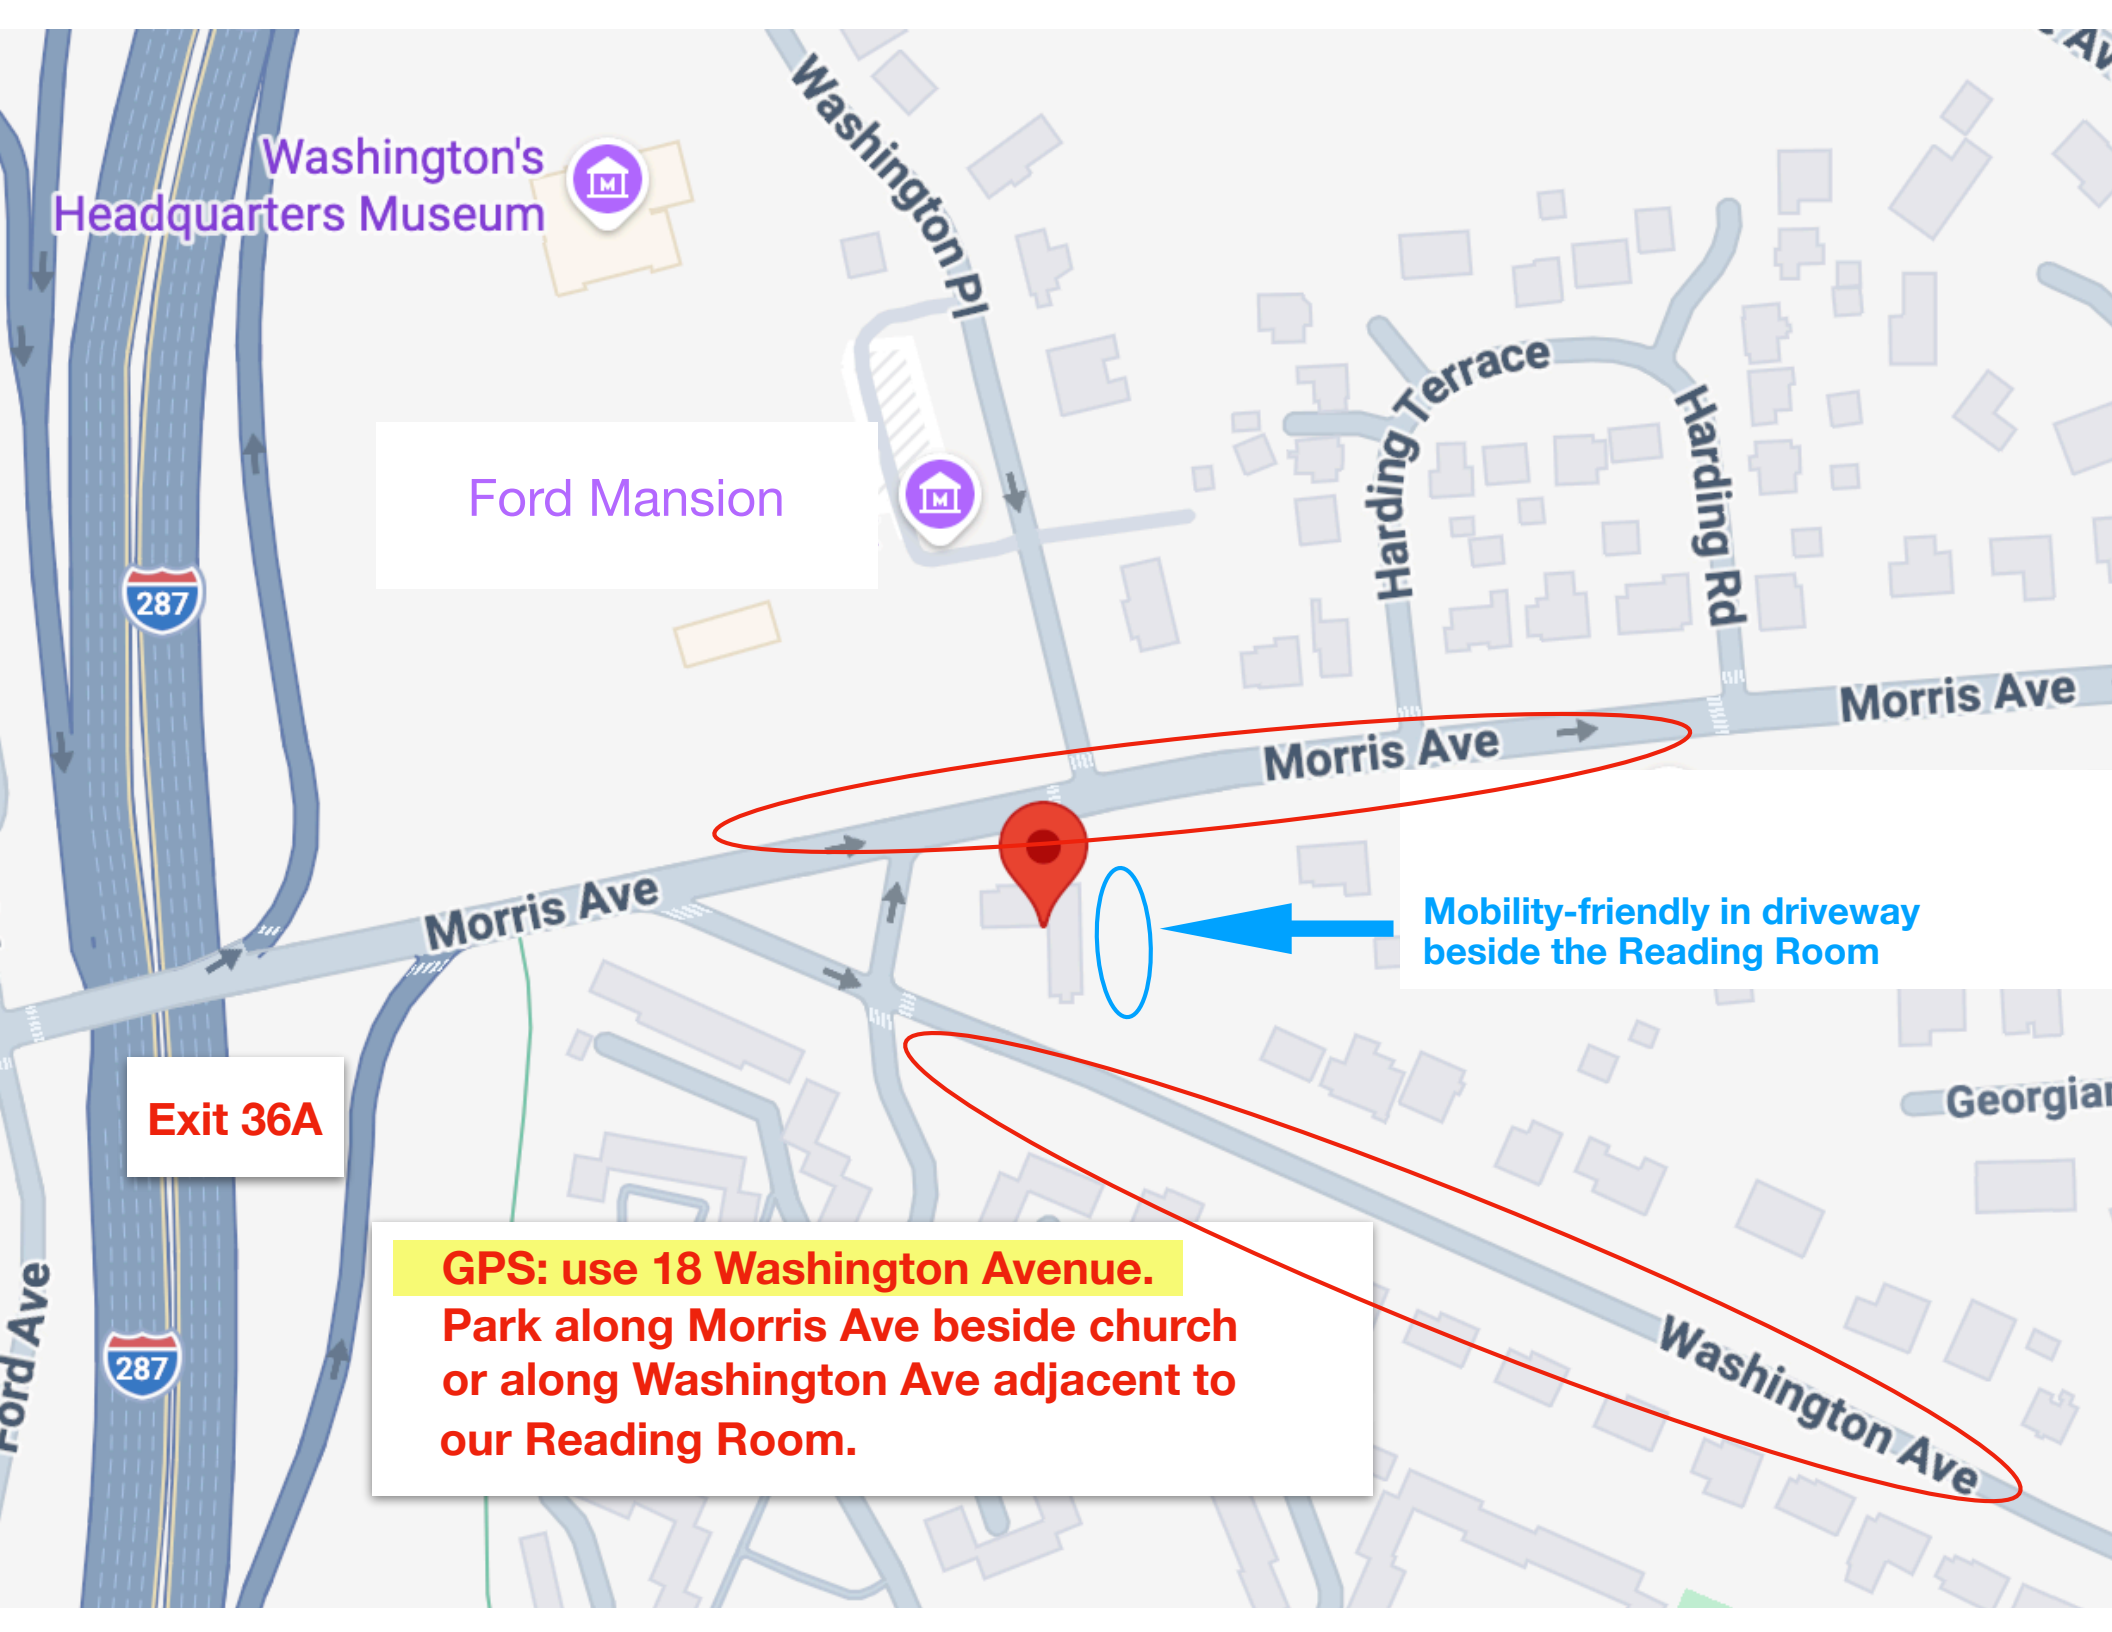 Washington Pl
Washington's
Headquarters Museum
M
Ford Mansion
M
Harding Terrace
Harding Rd
287
Morris Ave
Morris Ave
Morris Ave
Mobility-friendly in driveway
beside the Reading Room
Exit 36A
GPS: use 18 Washington Avenue.
Park along Morris Ave beside church
or along Washington Ave adjacent to
our Reading Room.
287
Ford Ave
Washington Ave